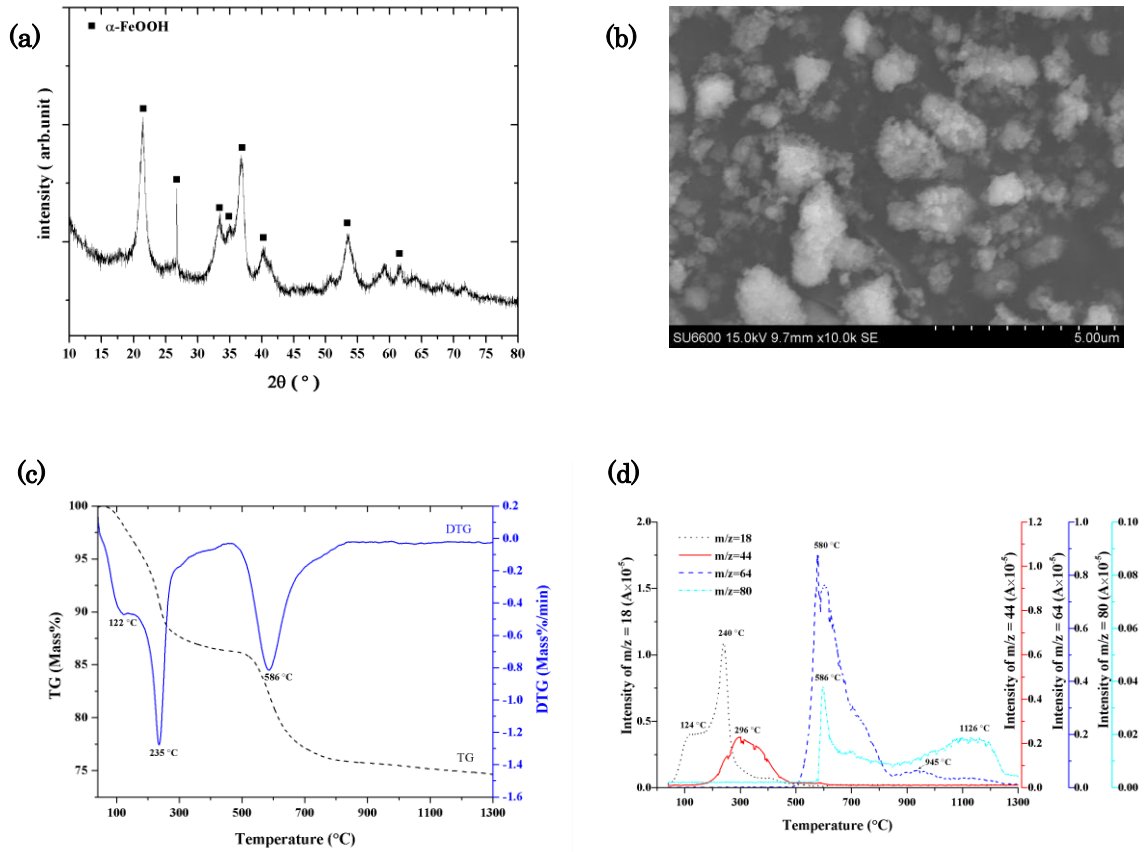 (a)
■ α-FeOOH
intensity ( arb.unit )
10 15 20 25 30 35 40 45 50 55 60 65 70 75 80
2θ ( ° )
(b)
SU6600 15.0kV 9.7mm x10.0k SE
5.00um
(c)
100
95
90
85
80
75
TG (Mass%)
0.2
0.0
-0.2
-0.4
-0.6
-0.8
-1.0
-1.2
-1.4
-1.6
DTG (Mass%/min)
DTG
122 °C
586 °C
235 °C
TG
100 300 500 700 900 1100 1300
Temperature (°C)
(d)
2.0
1.5
1.0
0.5
0.0
Intensity of m/z = 18 (A×10⁻⁵)
m/z=18
m/z=44
m/z=64
m/z=80
580 °C
240 °C
586 °C
124 °C
296 °C
1126 °C
945 °C
1.2
1.0
0.8
0.6
0.4
0.2
0.0
Intensity of m/z = 44 (A×10⁻⁵)
1.0
0.8
0.6
0.4
0.2
0.0
Intensity of m/z = 64 (A×10⁻⁵)
0.10
0.08
0.06
0.04
0.02
0.00
Intensity of m/z = 80 (A×10⁻⁵)
100 300 500 700 900 1100 1300
Temperature (°C)